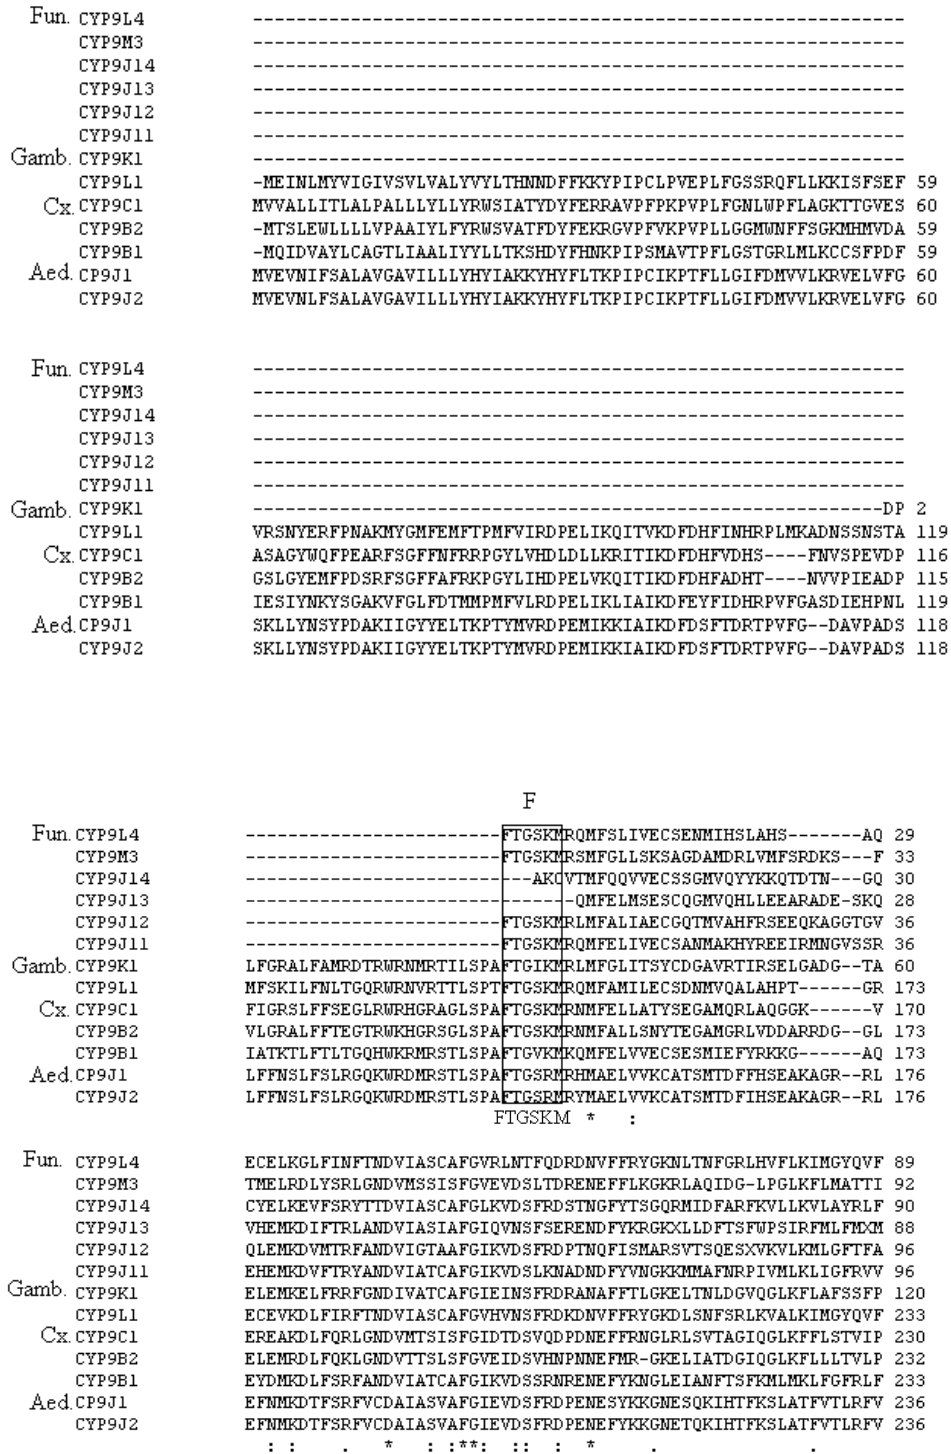 Fun. CYP9L4 ------------------------------------------------------------
CYP9M3 ------------------------------------------------------------
CYP9J14 ------------------------------------------------------------
CYP9J13 ------------------------------------------------------------
CYP9J12 ------------------------------------------------------------
CYP9J11 ------------------------------------------------------------
Gamb. CYP9K1 ------------------------------------------------------------
CYP9L1 -MEINLMYVIGIVSVLVALYVYLTHNNDFFKKYPIPCLPVEPLFGSSRQFLLKKISFSEF 59
Cx. CYP9C1 MVVALLITLALPALLLYLLYRWSIATYDYFERRAVPFPKPVPLFGNLWPFLAGKTTGVES 60
CYP9B2 -MTSLEWLLLLVPAAIYLFYRWSVATFDYFEKRGVPFVKPVPLLGGMWNFFSGKMHMVDA 59
CYP9B1 -MQIDVAYLCAGTLIAALIYYLLTKSHDYFHNKPIPSMAVTPFLGSTGRLMLKCCSFPDF 59
Aed. CP9J1 MVEVNIFSALAVGAVILLLYHYIAKKYHYFLTKPIPCIKPTFLLGIFDMVVLKRVELVFG 60
CYP9J2 MVEVNLFSALAVGAVILLLYHYIAKKYHYFLTKPIPCIKPTFLLGIFDMVVLKRVELVFG 60
Fun. CYP9L4 ------------------------------------------------------------
CYP9M3 ------------------------------------------------------------
CYP9J14 ------------------------------------------------------------
CYP9J13 ------------------------------------------------------------
CYP9J12 ------------------------------------------------------------
CYP9J11 ------------------------------------------------------------
Gamb. CYP9K1 ----------------------------------------------------------DP 2
CYP9L1 VRSNYERFPNAKMYGMFEMFTPMFVIRDPELIKQITVKDFDHFINHRPLMKADNSSNSTA 119
Cx. CYP9C1 ASAGYWQFPEARFSGFFNFRRPGYLVHDLDLLKRITIKDFDHFVDHS----FNVSPEVDP 116
CYP9B2 GSLGYEMFPDSRFSGFFAFRKPGYLIHDPELVKQITIKDFDHFADHT----NVVPIEADP 115
CYP9B1 IESIYNKYSGAKVFGLFDTMMPMFVLRDPELIKLIAIKDFEYFIDHRPVFGASDIEHPNL 119
Aed. CP9J1 SKLLYNSYPDAKIIGYYELTKPTYMVRDPEMIKKIAIKDFDSFTDRTPVFG--DAVPADS 118
CYP9J2 SKLLYNSYPDAKIIGYYELTKPTYMVRDPEMIKKIAIKDFDSFTDRTPVFG--DAVPADS 118
F
Fun. CYP9L4 ------------------------FTGSKMRQMFSLIVECSENMIHSLAHS-------AQ 29
CYP9M3 ------------------------FTGSKMRSMFGLLSKSAGDAMDRLVMFSRDKS---F 33
CYP9J14 ---------------------------AKQVTMFQQVVECSSGMVQYYKKQTDTN---GQ 30
CYP9J13 -------------------------------QMFELMSESCQGMVQHLLEEARADE-SKQ 28
CYP9J12 ------------------------FTGSKMRLMFALIAECGQTMVAHFRSEEQKAGGTGV 36
CYP9J11 ------------------------FTGSKMRQMFELVIECSANMAKHYREEIRMNGVSSR 36
Gamb. CYP9K1 LFGRALFAMRDTRWRNMRTILSPAFTGIKMRLMFGLITSYCDGAVRTIRSELGADG--TA 60
CYP9L1 MFSKILFNLTGQRWRNVRTTLSPTFTGSKMRQMFAMILECSDNMVQALAHPT------GR 173
Cx. CYP9C1 FIGRSLFFSEGLRWRHGRAGLSPAFTGSKMRNMFELLATYSEGAMQRLAQGGK------V 170
CYP9B2 VLGRALFFTEGTRWKHGRSGLSPAFTGSKMRNMFALLSNYTEGAMGRLVDDARRDG--GL 173
CYP9B1 IATKTLFTLTGQHWKRMRSTLSPAFTGVKMKQMFELVVECSESMIEFYRKKG------AQ 173
Aed. CP9J1 LFFNSLFSLRGQKWRDMRSTLSPAFTGSRMRHMAELVVKCATSMTDFFHSEAKAGR--RL 176
CYP9J2 LFFNSLFSLRGQKWRDMRSTLSPAFTGSRMRYMAELVVKCATSMTDFIHSEAKAGR--RL 176
FTGSKM * :
Fun. CYP9L4 ECELKGLFINFTNDVIASCAFGVRLNTFQDRDNVFFRYGKNLTNFGRLHVFLKIMGYQVF 89
CYP9M3 TMELRDLYSRLGNDVMSSISFGVEVDSLTDRENEFFLKGKRLAQIDG-LPGLKFLMATTI 92
CYP9J14 CYELKEVFSRYTTDVIASCAFGLKVDSFRDSTNGFYTSGQRMIDFARFKVLLKVLAYRLF 90
CYP9J13 VHEMKDIFTRLANDVIASIAFGIQVNSFSERENDFYKRGKXLLDFTSFWPSIRFMLFMXM 88
CYP9J12 QLEMKDVMTRFANDVIGTAAFGIKVDSFRDPTNQFISMARSVTSQESXVKVLKMLGFTFA 96
CYP9J11 EHEMKDVFTRYANDVIATCAFGIKVDSLKNADNDFYVNGKKMMAFNRPIVMLKLIGFRVV 96
Gamb. CYP9K1 ELEMKELFRRFGNDIVATCAFGIEINSFRDRANAFFTLGKELTNLDGVQGLKFLAFSSFP 120
CYP9L1 ECEVKDLFIRFTNDVIASCAFGVHVNSFRDKDNVFFRYGKDLSNFSRLKVALKIMGYQVF 233
Cx. CYP9C1 EREAKDLFQRLGNDVMTSISFGIDTDSVQDPDNEFFRNGLRLSVTAGIQGLKFFLSTVIP 230
CYP9B2 ELEMRDLFQKLGNDVTTSLSFGVEIDSVHNPNNEFMR-GKELIATDGIQGLKFLLLTVLP 232
CYP9B1 EYDMKDLFSRFANDVIATCAFGIKVDSSRNRENEFYKNGLEIANFTSFKMLMKLFGFRLF 233
Aed. CP9J1 EFNMKDTFSRFVCDAIASVAFGIEVDSFRDPENESYKKGNESQKIHTFKSLATFVTLRFV 236
CYP9J2 EFNMKDTFSRFVCDAIASVAFGIEVDSFRDPENEFYKKGNETQKIHTFKSLATFVTLRFV 236
: : . * : :**: :: : * . .